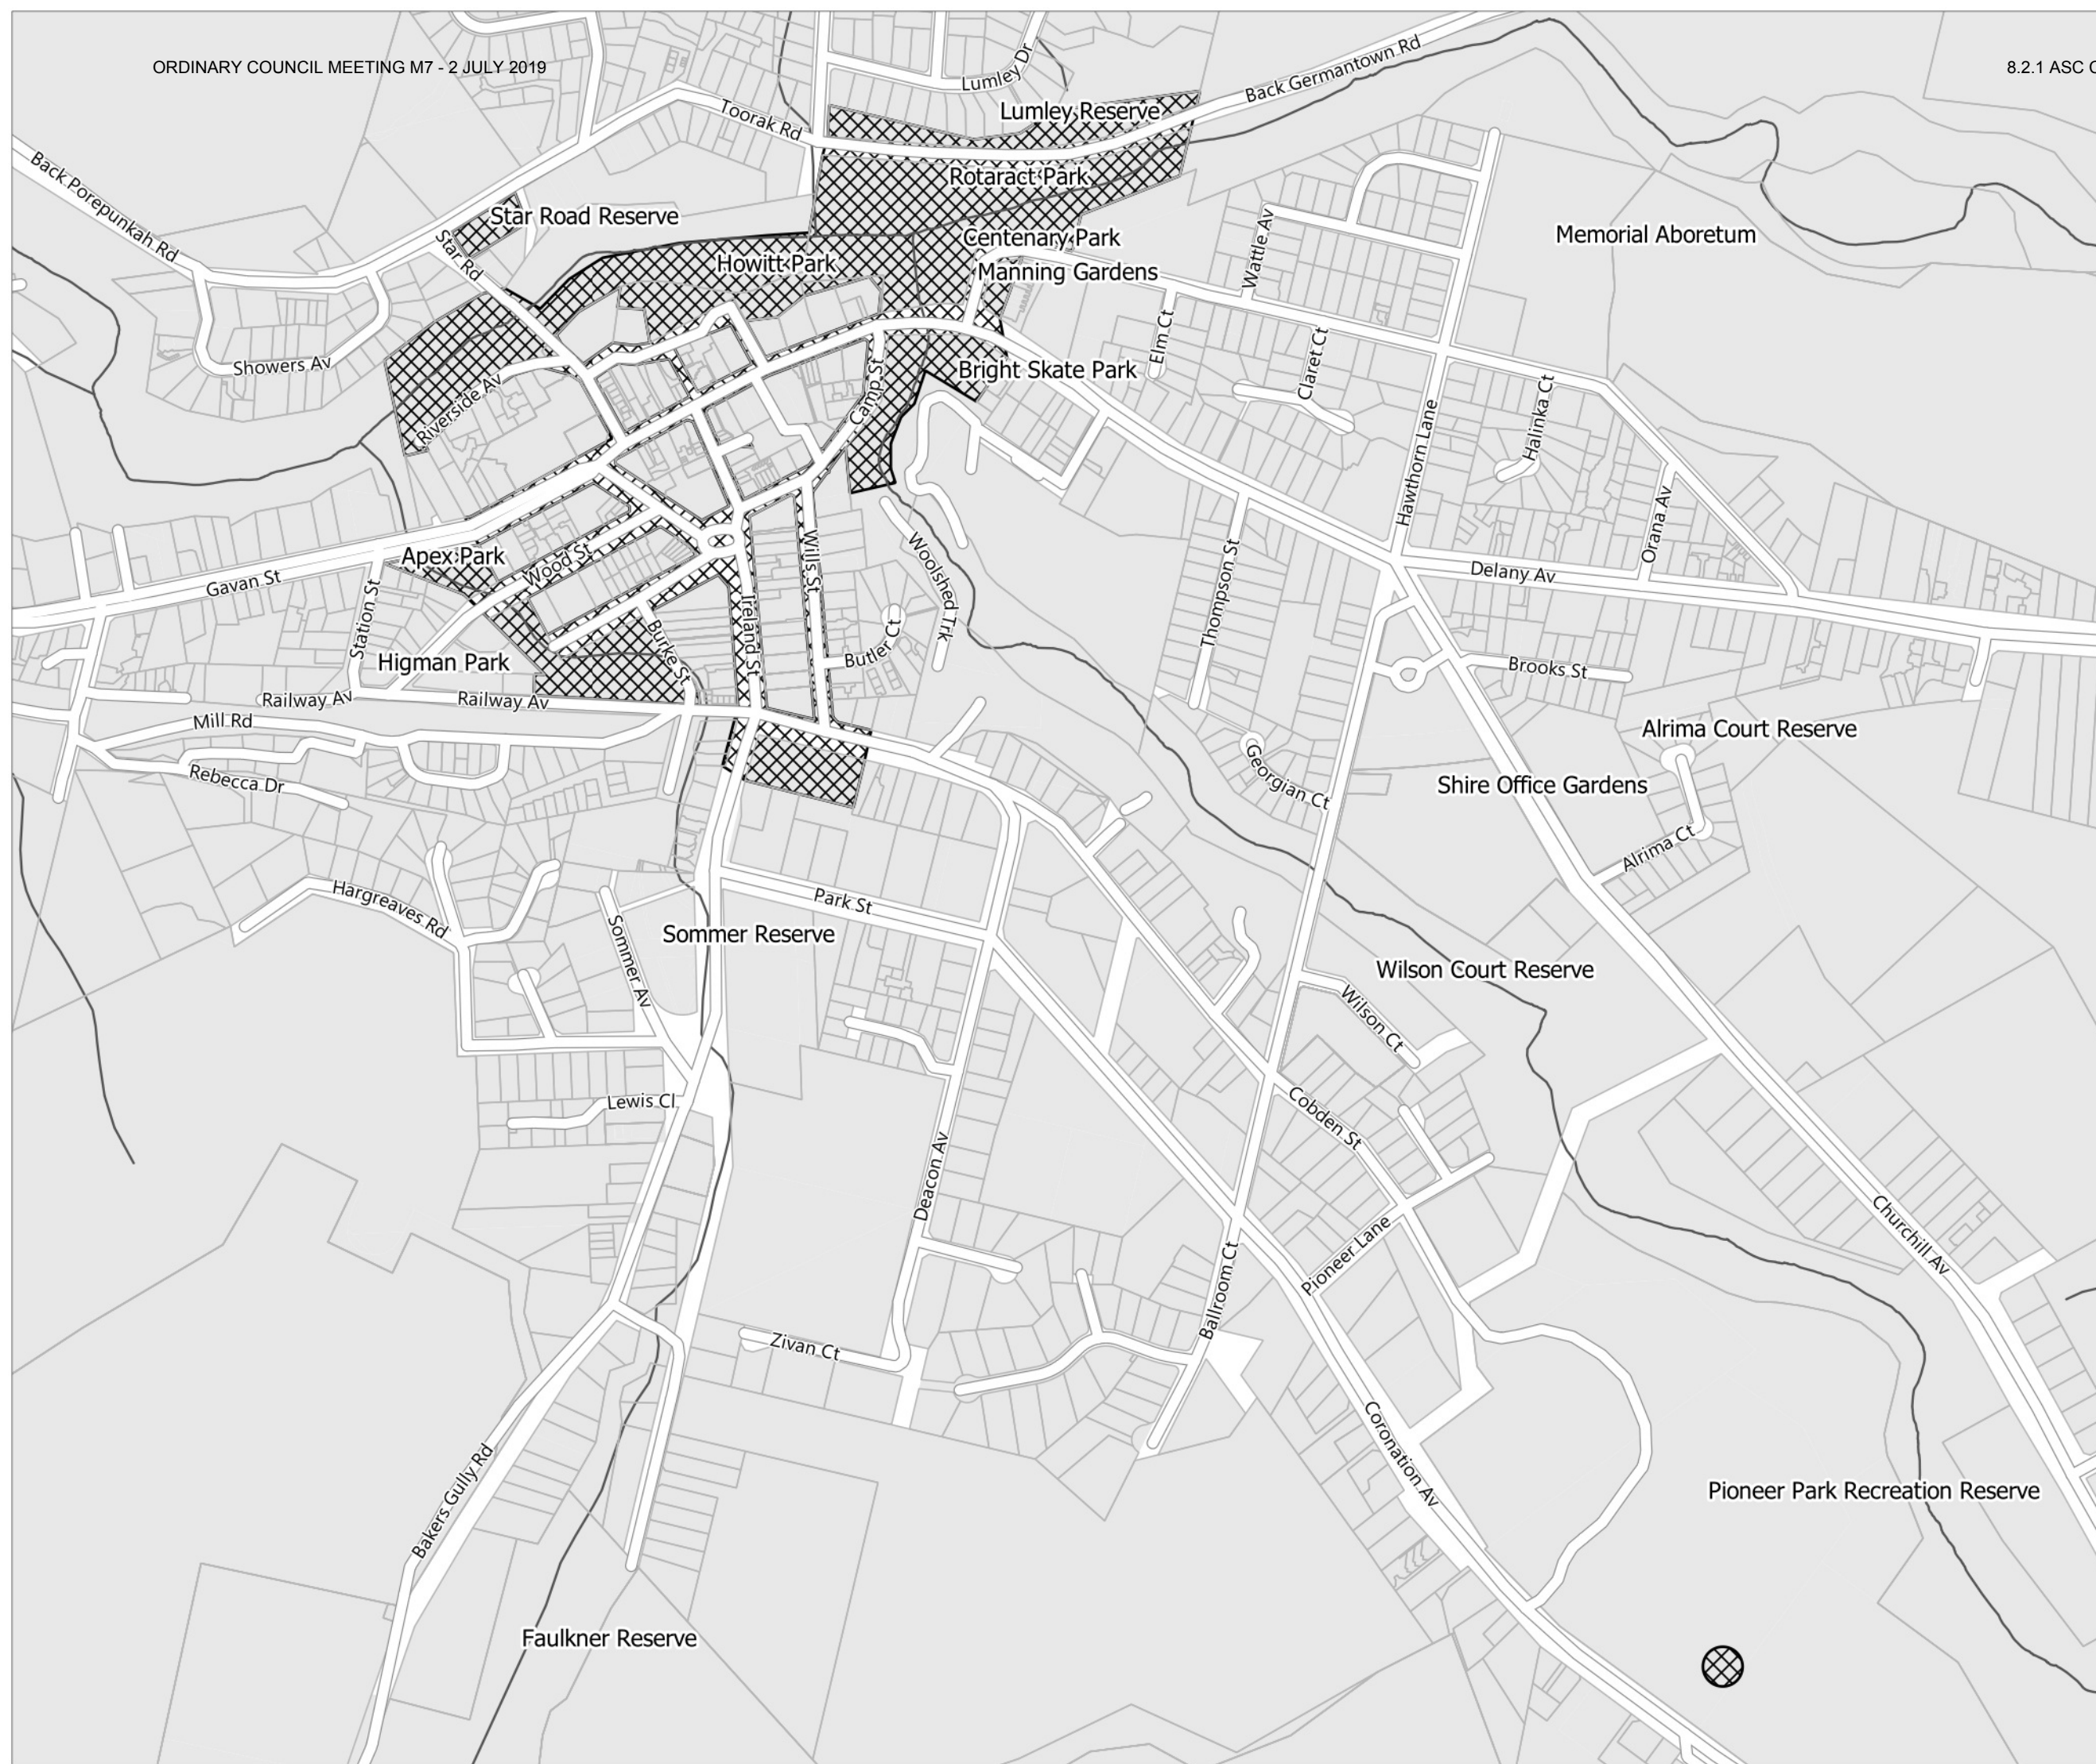 ORDINARY COUNCIL MEETING M7 - 2 JULY 2019
8.2.1 ASC
Lumley Dr
Back Germantown Rd
Lumley Reserve
Toorak Rd
Back Porepunkah Rd
Rotaract Park
Star Road Reserve
Star Rd
Wattle Av
Memorial Aboretum
Centenary Park
Howitt Park
Manning Gardens
Elm Ct
Claret Ct
Showers Av
Bright Skate Park
Riverside Av
Camp St
Hawthorn Lane
Halinka Ct
Orana Av
Apex Park
Wood St
Gavan St
Wills St
Woolshed Trk
Thompson St
Delany Av
Station St
Ireland St
Burke St
Butler Ct
Higman Park
Brooks St
Railway Av
Railway Av
Mill Rd
Alrima Court Reserve
Rebecca Dr
Georgian Ct
Shire Office Gardens
Alrima Ct
Hargreaves Rd
Park St
Sommer Reserve
Sommer Av
Wilson Court Reserve
Wilson Ct
Lewis Cl
Cobden St
Deacon Av
Churchill Av
Pioneer Lane
Ballroom Ct
Zivan Ct
Coronation Av
Bakers Gully Rd
Pioneer Park Recreation Reserve
Faulkner Reserve